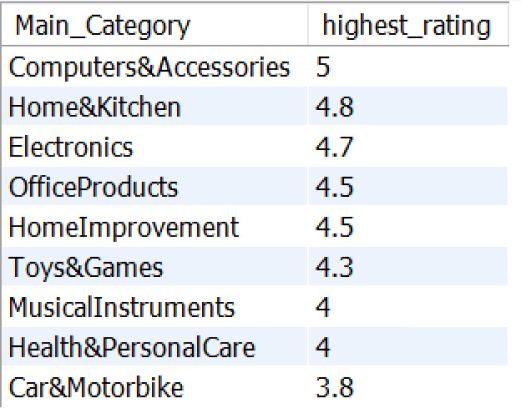 Main_Category highest_rating
Computers&Accessories 5
Home&Kitchen 4.8
Electronics 4.7
OfficeProducts 4.5
HomeImprovement 4.5
Toys&Games 4.3
MusicalInstruments 4
Health&PersonalCare 4
Car&Motorbike 3.8